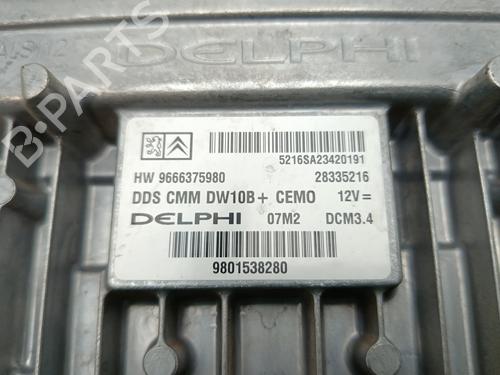 DELPHI
5216SA23420191
HW 9666375980 28335216
DDS CMM DW10B+ CEMO 12V=
DELPHI 07M2 DCM3.4
9801538280
B-PARTS